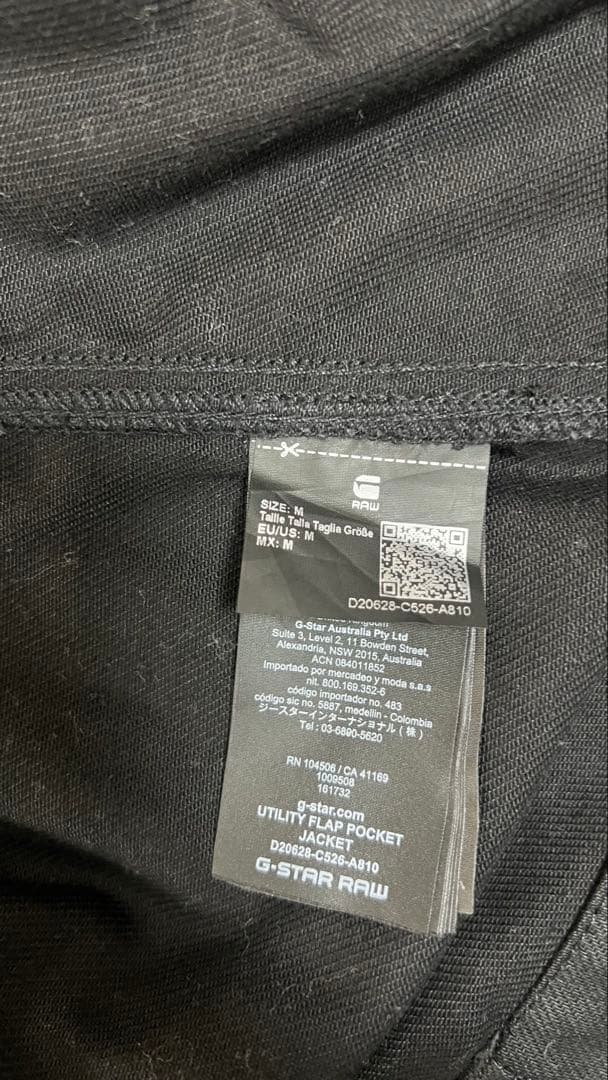 RAW
SIZE: M
Taille Talla Taglia Größe
EU/US: M
MX: M
D20628-C526-A810
United Kingdom
G-Star Australia Pty Ltd
Suite 3, Level 2, 11 Bowden Street,
Alexandria, NSW 2015, Australia
ACN 084011852
Importado por mercadeo y moda s.a.s
nit. 800.169.352-6
código importador no. 483
código sic no. 5887, medellin - Colombia
ジースターインターナショナル(株)
Tel : 03-6890-5620
RN 104506 / CA 41169
1009508
161732
g-star.com
UTILITY FLAP POCKET
JACKET
D20628-C526-A810
G-STAR RAW